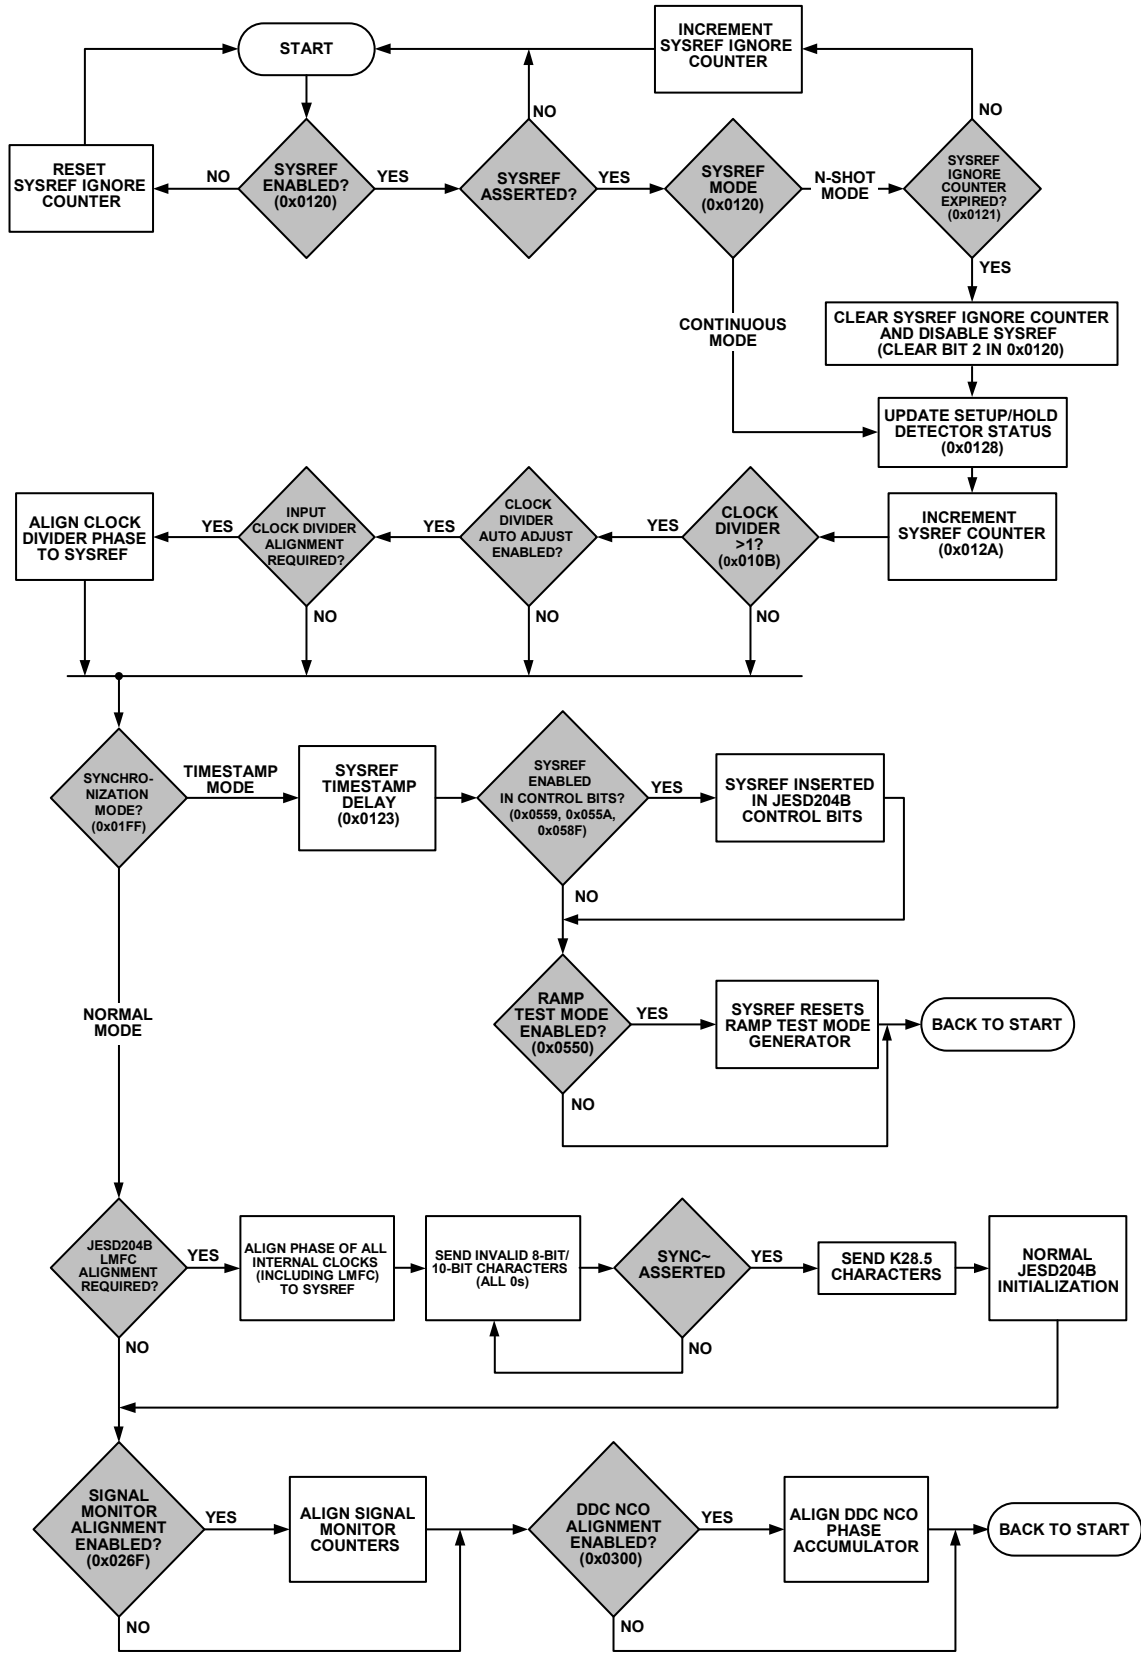 START
INCREMENT
SYSREF IGNORE
COUNTER
RESET
SYSREF IGNORE
COUNTER
NO
SYSREF
ENABLED?
(0x0120)
YES
SYSREF
ASSERTED?
NO
YES
SYSREF
MODE
(0x0120)
N-SHOT
MODE
NO
SYSREF
IGNORE
COUNTER
EXPIRED?
(0x0121)
YES
CONTINUOUS
MODE
CLEAR SYSREF IGNORE COUNTER
AND DISABLE SYSREF
(CLEAR BIT 2 IN 0x0120)
UPDATE SETUP/HOLD
DETECTOR STATUS
(0x0128)
INCREMENT
SYSREF COUNTER
(0x012A)
CLOCK
DIVIDER
>1?
(0x010B)
YES
NO
CLOCK
DIVIDER
AUTO ADJUST
ENABLED?
YES
NO
INPUT
CLOCK DIVIDER
ALIGNMENT
REQUIRED?
YES
NO
ALIGN CLOCK
DIVIDER PHASE
TO SYSREF
SYNCHRO-
NIZATION
MODE?
(0x01FF)
TIMESTAMP
MODE
SYSREF
TIMESTAMP
DELAY
(0x0123)
SYSREF
ENABLED
IN CONTROL BITS?
(0x0559, 0x055A,
0x058F)
YES
SYSREF INSERTED
IN JESD204B
CONTROL BITS
NO
RAMP
TEST MODE
ENABLED?
(0x0550)
YES
SYSREF RESETS
RAMP TEST MODE
GENERATOR
BACK TO START
NO
NORMAL
MODE
JESD204B
LMFC
ALIGNMENT
REQUIRED?
YES
ALIGN PHASE OF ALL
INTERNAL CLOCKS
(INCLUDING LMFC)
TO SYSREF
SEND INVALID 8-BIT/
10-BIT CHARACTERS
(ALL 0s)
SYNC~
ASSERTED
YES
SEND K28.5
CHARACTERS
NORMAL
JESD204B
INITIALIZATION
NO
NO
SIGNAL
MONITOR
ALIGNMENT
ENABLED?
(0x026F)
YES
ALIGN SIGNAL
MONITOR
COUNTERS
DDC NCO
ALIGNMENT
ENABLED?
(0x0300)
YES
ALIGN DDC NCO
PHASE
ACCUMULATOR
BACK TO START
NO
NO